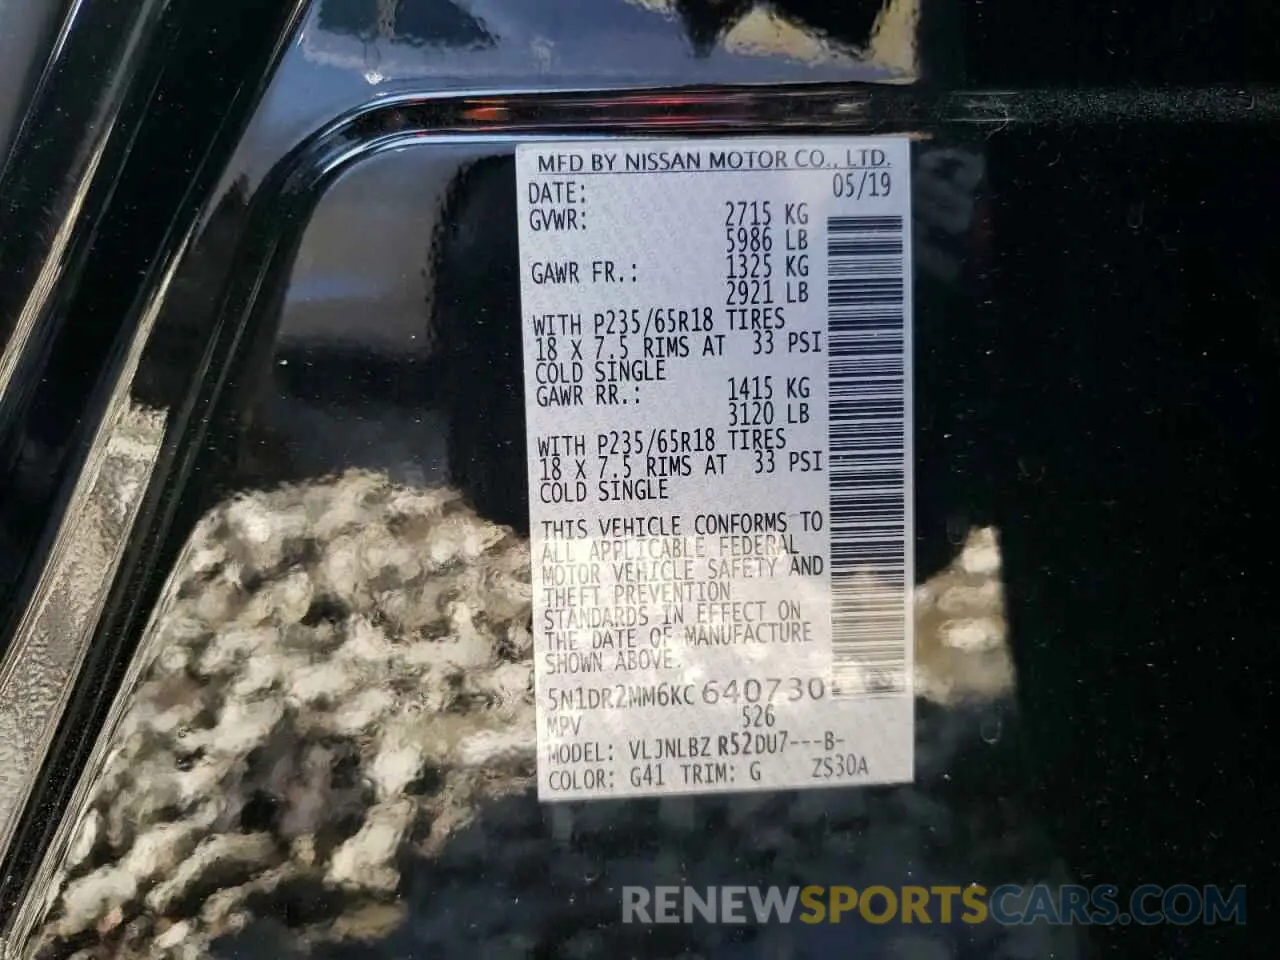 MFD BY NISSAN MOTOR CO., LTD.
DATE: 05/19
GVWR: 2715 KG
5986 LB
GAWR FR.: 1325 KG
2921 LB
WITH P235/65R18 TIRES
18 X 7.5 RIMS AT 33 PSI
COLD SINGLE
GAWR RR.: 1415 KG
3120 LB
WITH P235/65R18 TIRES
18 X 7.5 RIMS AT 33 PSI
COLD SINGLE
THIS VEHICLE CONFORMS TO
ALL APPLICABLE FEDERAL
MOTOR VEHICLE SAFETY AND
THEFT PREVENTION
STANDARDS IN EFFECT ON
THE DATE OF MANUFACTURE
SHOWN ABOVE.
5N1DR2MM6KC640730
MPV 526
MODEL: VLJNLBZ R52DU7---B-
COLOR: G41 TRIM: G ZS30A
RENEWSPORTSCARS.COM